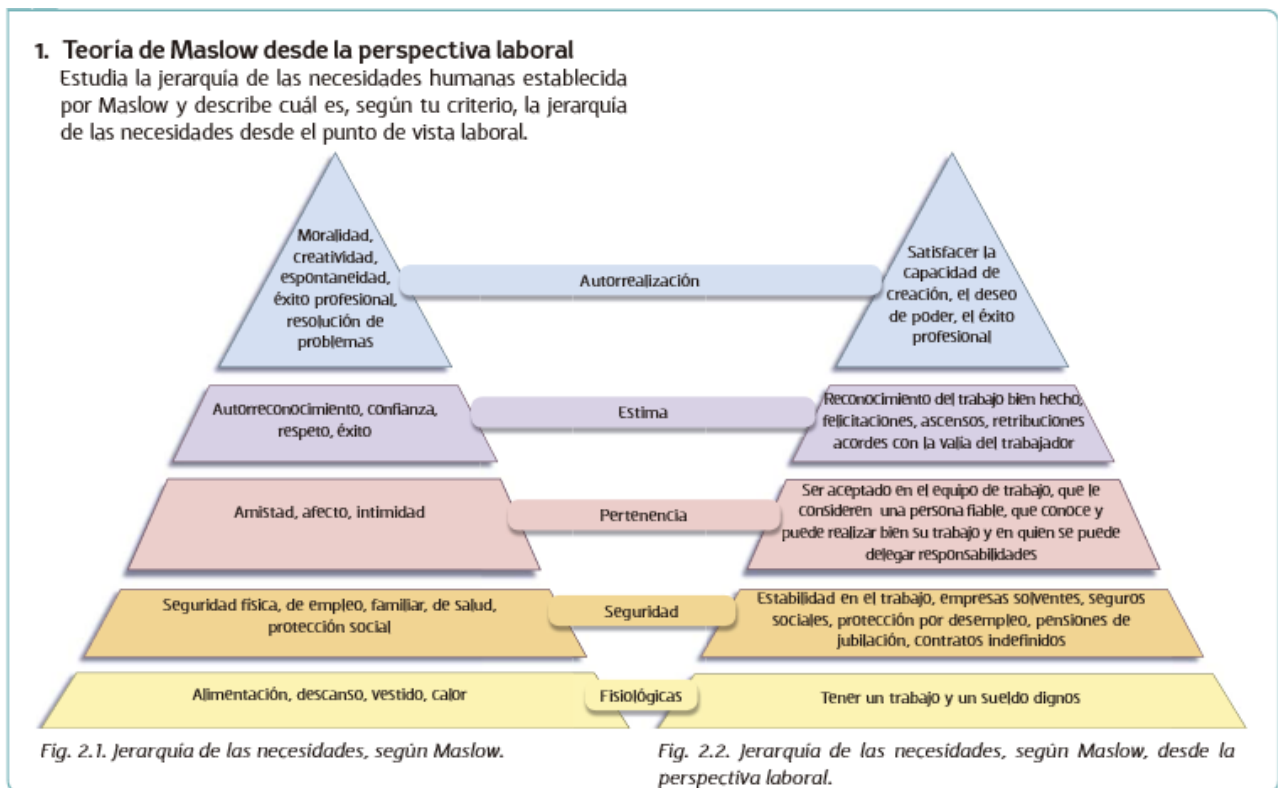 1. Teoría de Maslow desde la perspectiva laboral
Estudia la jerarquía de las necesidades humanas establecida
por Maslow y describe cuál es, según tu criterio, la jerarquía
de las necesidades desde el punto de vista laboral.
Moralidad,
creatividad,
espontaneidad,
éxito profesional,
resolución de
problemas
Autorrealización
Satisfacer la
capacidad de
creación, el deseo
de poder, el éxito
profesional
Autorreconocimiento, confianza,
respeto, éxito
Estima
Reconocimiento del trabajo bien hecho,
felicitaciones, ascensos, retribuciones
acordes con la valía del trabajador
Amistad, afecto, intimidad
Pertenencia
Ser aceptado en el equipo de trabajo, que le
consideren una persona fiable, que conoce y
puede realizar bien su trabajo y en quien se puede
delegar responsabilidades
Seguridad física, de empleo, familiar, de salud,
protección social
Seguridad
Estabilidad en el trabajo, empresas solventes, seguros
sociales, protección por desempleo, pensiones de
jubilación, contratos indefinidos
Alimentación, descanso, vestido, calor
Fisiológicas
Tener un trabajo y un sueldo dignos
Fig. 2.1. Jerarquía de las necesidades, según Maslow.
Fig. 2.2. Jerarquía de las necesidades, según Maslow, desde la
perspectiva laboral.